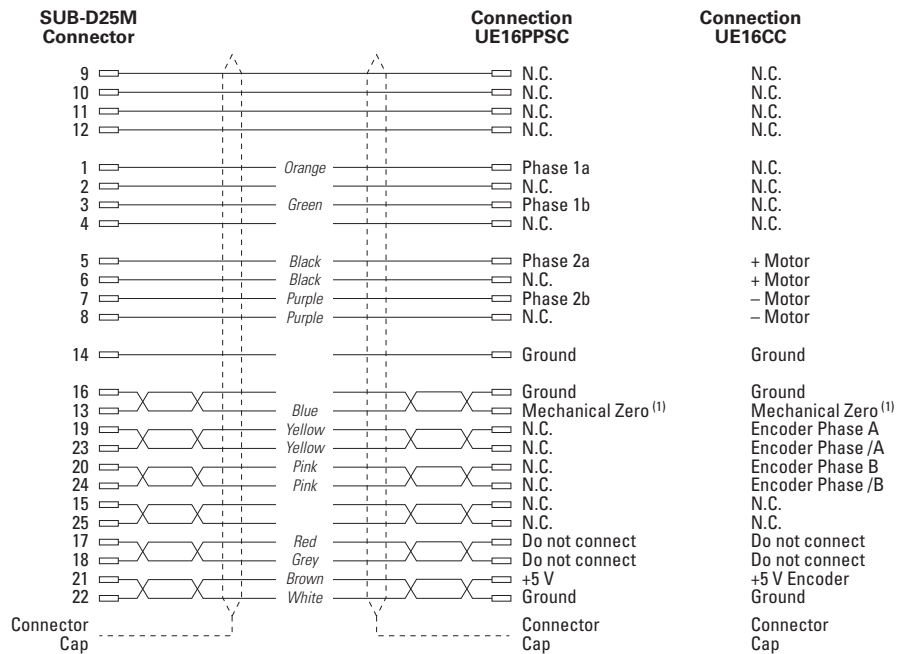 SUB-D25M Connector Connection UE16PPSC Connection UE16CC
9 N.C. N.C.
10 N.C. N.C.
11 N.C. N.C.
12 N.C. N.C.
1 Orange Phase 1a N.C.
2 N.C. N.C.
3 Green Phase 1b N.C.
4 N.C. N.C.
5 Black Phase 2a + Motor
6 Black N.C. + Motor
7 Purple Phase 2b – Motor
8 Purple N.C. – Motor
14 Ground Ground
16 Ground Ground
13 Blue Mechanical Zero (1) Mechanical Zero (1)
19 Yellow N.C. Encoder Phase A
23 Yellow N.C. Encoder Phase /A
20 Pink N.C. Encoder Phase B
24 Pink N.C. Encoder Phase /B
15 N.C. N.C.
25 N.C. N.C.
17 Red Do not connect Do not connect
18 Grey Do not connect Do not connect
21 Brown +5 V +5 V Encoder
22 White Ground Ground
Connector Connector Connector
Cap Cap Cap